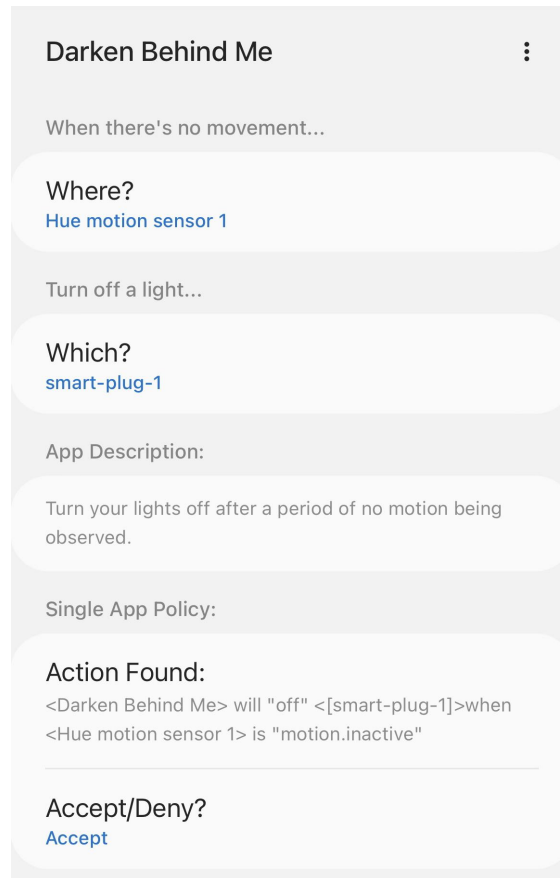 Darken Behind Me
When there's no movement...
Where?
Hue motion sensor 1
Turn off a light...
Which?
smart-plug-1
App Description:
Turn your lights off after a period of no motion being
observed.
Single App Policy:
Action Found:
<Darken Behind Me> will "off" <[smart-plug-1]>when
<Hue motion sensor 1> is "motion.inactive"
Accept/Deny?
Accept